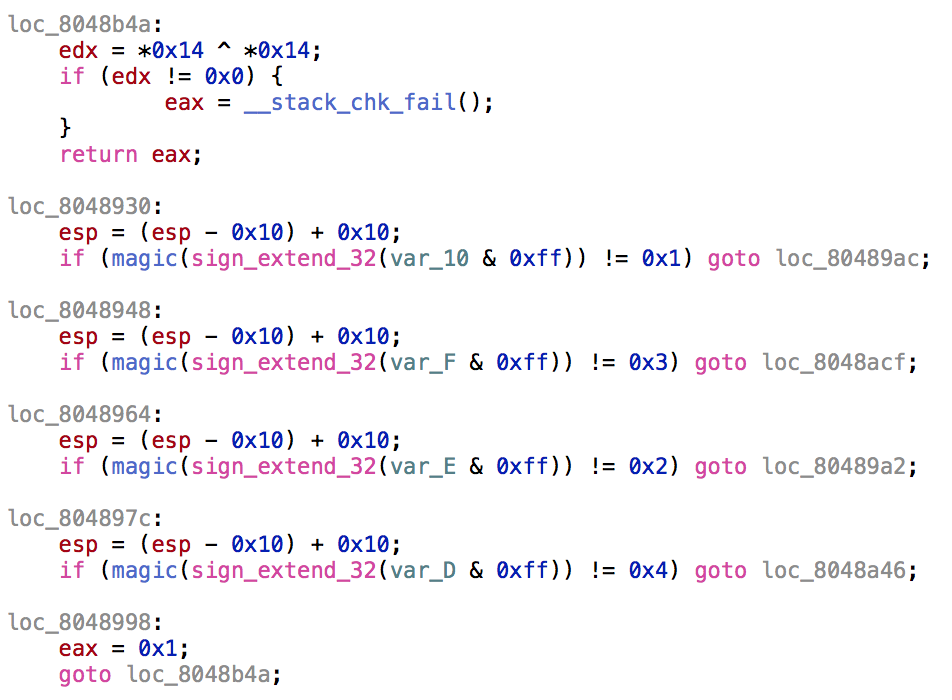 loc_8048b4a:
edx = *0x14 ^ *0x14;
if (edx != 0x0) {
eax = __stack_chk_fail();
}
return eax;
loc_8048930:
esp = (esp - 0x10) + 0x10;
if (magic(sign_extend_32(var_10 & 0xff)) != 0x1) goto loc_80489ac;
loc_8048948:
esp = (esp - 0x10) + 0x10;
if (magic(sign_extend_32(var_F & 0xff)) != 0x3) goto loc_8048acf;
loc_8048964:
esp = (esp - 0x10) + 0x10;
if (magic(sign_extend_32(var_E & 0xff)) != 0x2) goto loc_80489a2;
loc_804897c:
esp = (esp - 0x10) + 0x10;
if (magic(sign_extend_32(var_D & 0xff)) != 0x4) goto loc_8048a46;
loc_8048998:
eax = 0x1;
goto loc_8048b4a;